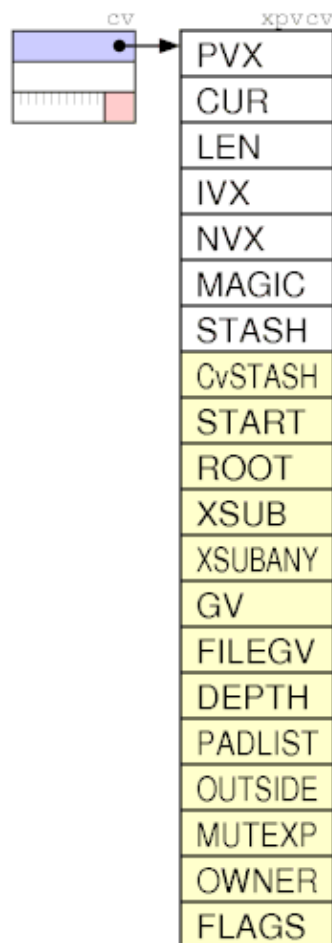 cv xpvcv
PVX
CUR
LEN
IVX
NVX
MAGIC
STASH
CvSTASH
START
ROOT
XSUB
XSUBANY
GV
FILEGV
DEPTH
PADLIST
OUTSIDE
MUTEXP
OWNER
FLAGS